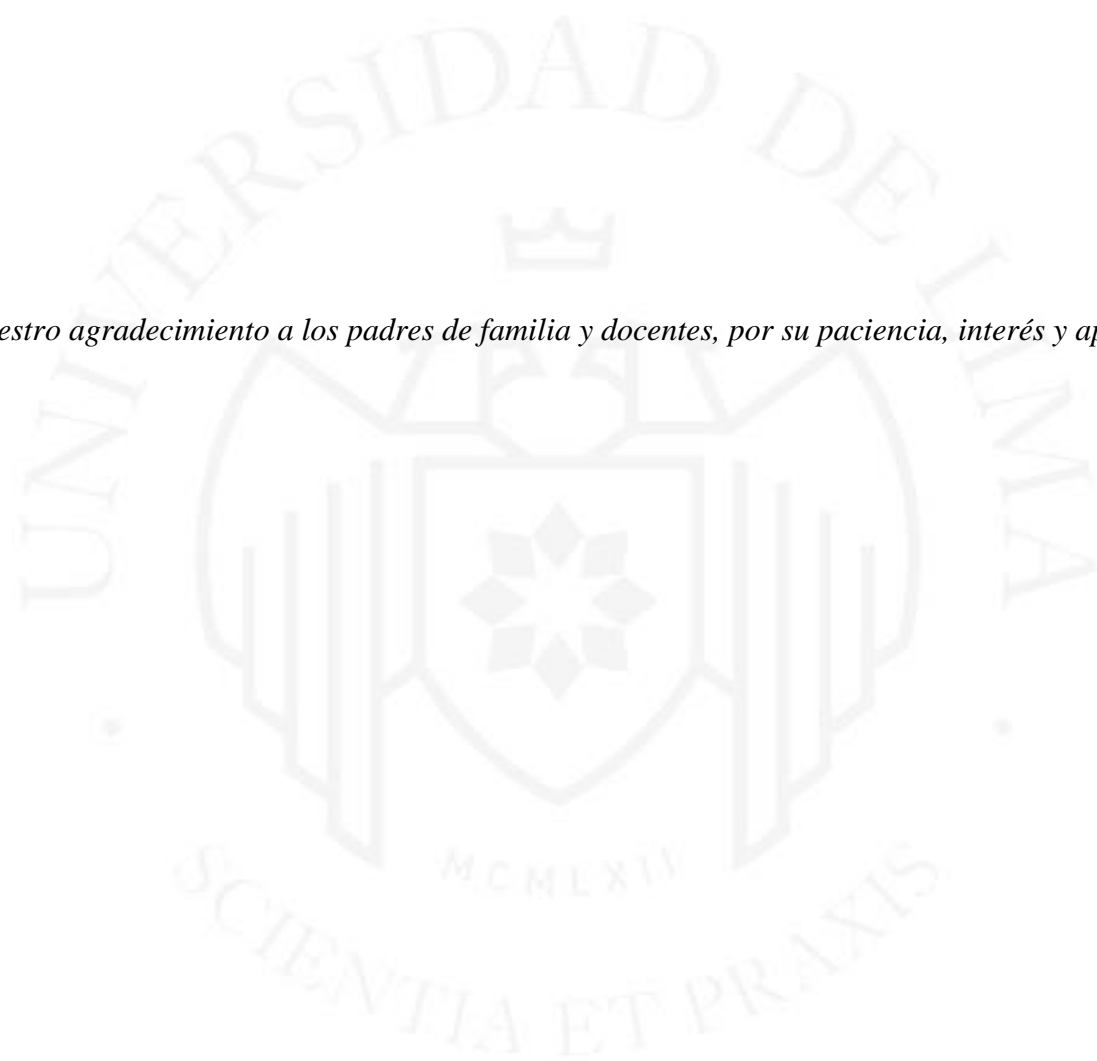 UNIVERSIDAD DE LIMA
estro agradecimiento a los padres de familia y docentes, por su paciencia, interés y ap
MCMLXII
SCIENTIA ET PRAXIS